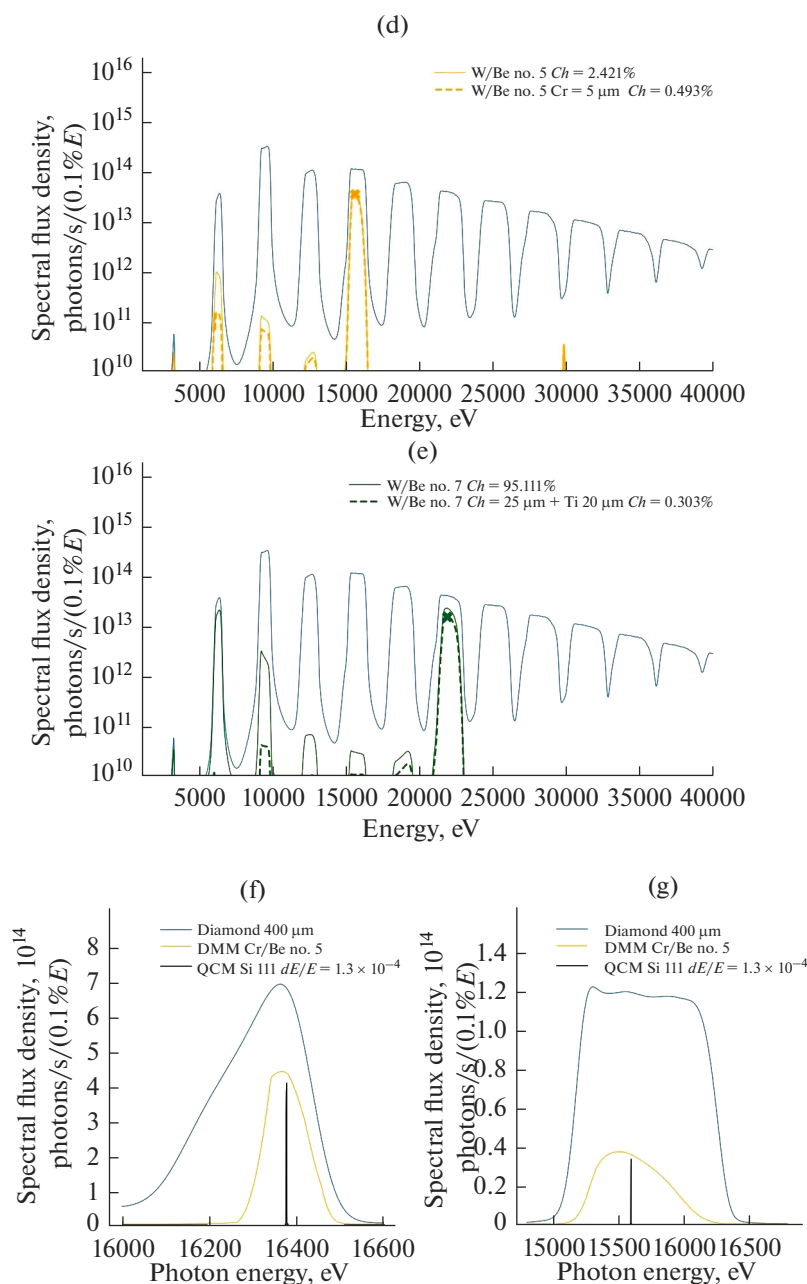 (d)
Spectral flux density,
photons/s/(0.1%E)
10^16
10^15
10^14
10^13
10^12
10^11
10^10
W/Be no. 5 Ch = 2.421%
W/Be no. 5 Cr = 5 μm Ch = 0.493%
5000 10000 15000 20000 25000 30000 35000 40000
Energy, eV
(e)
Spectral flux density,
photons/s/(0.1%E)
10^16
10^15
10^14
10^13
10^12
10^11
10^10
W/Be no. 7 Ch = 95.111%
W/Be no. 7 Ch = 25 μm + Ti 20 μm Ch = 0.303%
5000 10000 15000 20000 25000 30000 35000 40000
Energy, eV
(f)
Spectral flux density, 10^14
photons/s/(0.1%E)
Diamond 400 μm
DMM Cr/Be no. 5
QCM Si 111 dE/E = 1.3 × 10^−4
8
7
6
5
4
3
2
1
0
16000 16200 16400 16600
Photon energy, eV
(g)
Spectral flux density, 10^14
photons/s/(0.1%E)
Diamond 400 μm
DMM Cr/Be no. 5
QCM Si 111 dE/E = 1.3 × 10^−4
1.4
1.2
1.0
0.8
0.6
0.4
0.2
0
15000 15500 16000 16500
Photon energy, eV